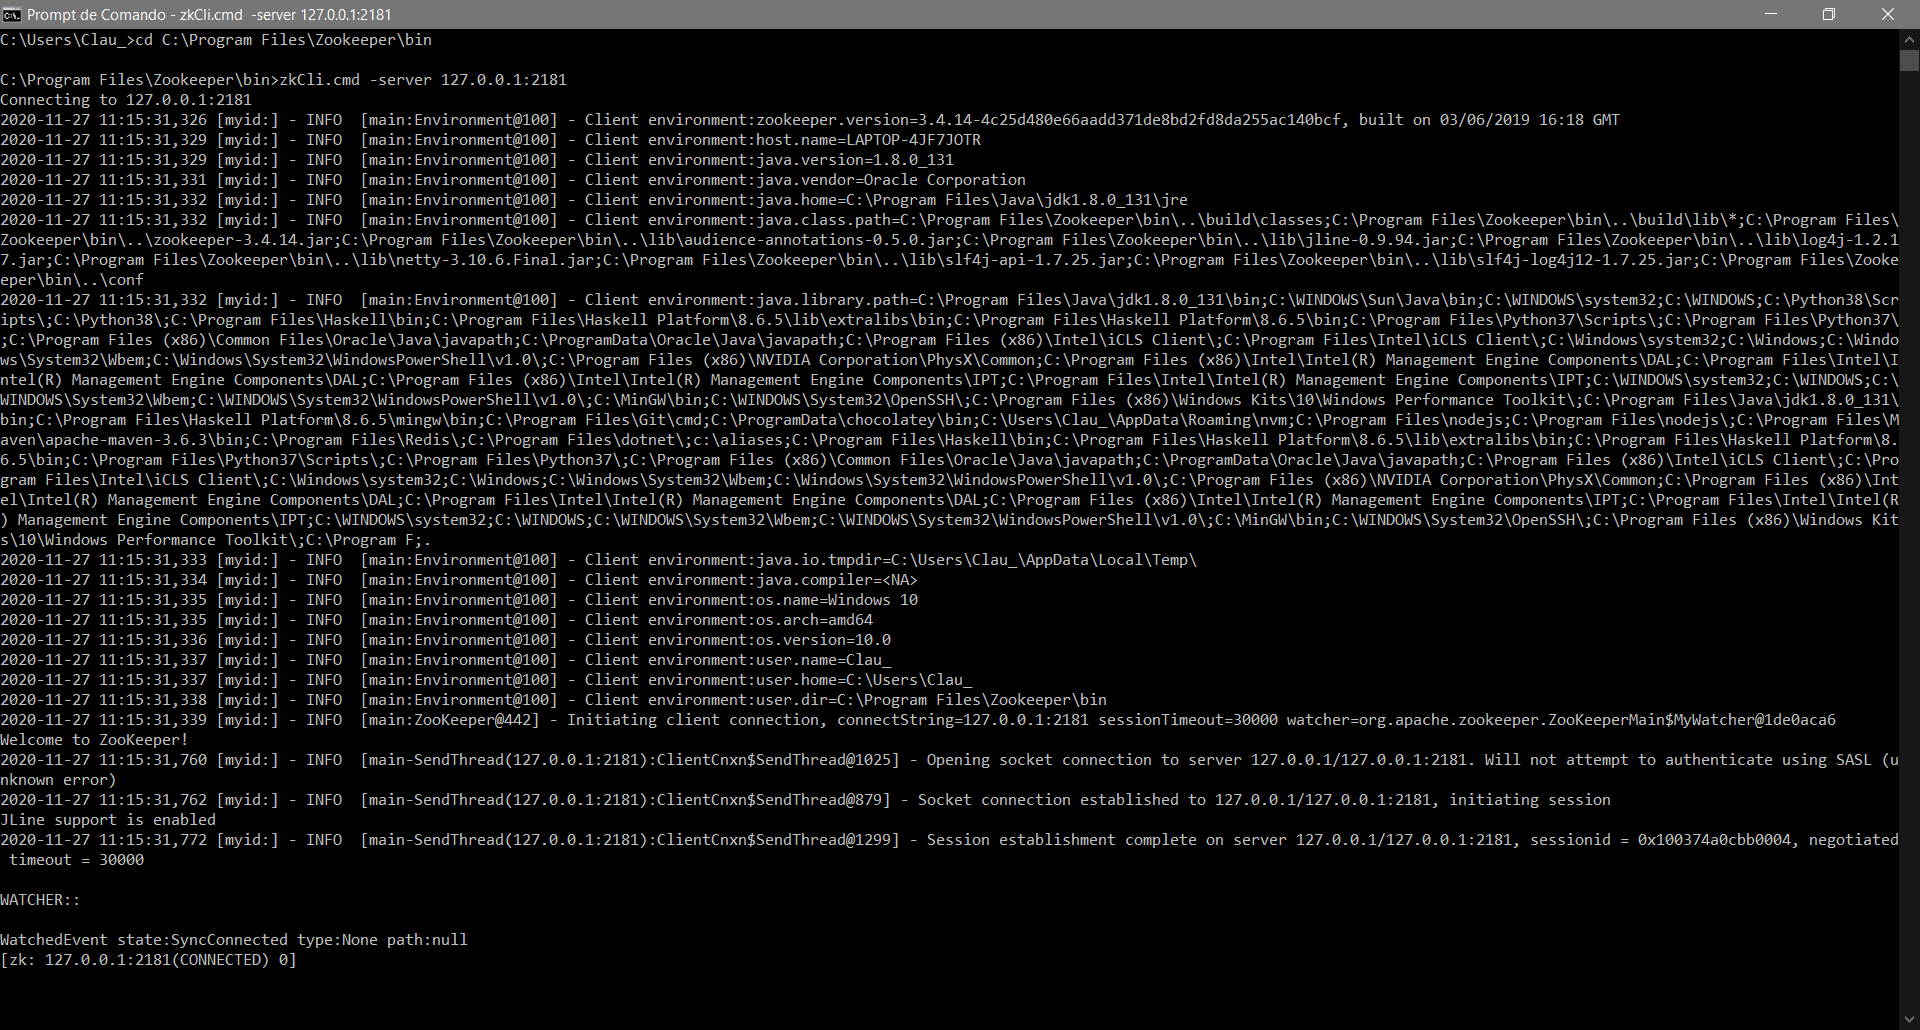 Prompt de Comando - zkCli.cmd  -server 127.0.0.1:2181
C:\Users\Clau_>cd C:\Program Files\Zookeeper\bin
C:\Program Files\Zookeeper\bin>zkCli.cmd -server 127.0.0.1:2181
Connecting to 127.0.0.1:2181
2020-11-27 11:15:31,326 [myid:] - INFO  [main:Environment@100] - Client environment:zookeeper.version=3.4.14-4c25d480e66aadd371de8bd2fd8da255ac140bcf, built on 03/06/2019 16:18 GMT
2020-11-27 11:15:31,329 [myid:] - INFO  [main:Environment@100] - Client environment:host.name=LAPTOP-4JF7JOTR
2020-11-27 11:15:31,329 [myid:] - INFO  [main:Environment@100] - Client environment:java.version=1.8.0_131
2020-11-27 11:15:31,331 [myid:] - INFO  [main:Environment@100] - Client environment:java.vendor=Oracle Corporation
2020-11-27 11:15:31,332 [myid:] - INFO  [main:Environment@100] - Client environment:java.home=C:\Program Files\Java\jdk1.8.0_131\jre
2020-11-27 11:15:31,332 [myid:] - INFO  [main:Environment@100] - Client environment:java.class.path=C:\Program Files\Zookeeper\bin\..\build\classes;C:\Program Files\Zookeeper\bin\..\build\lib\*;C:\Program Files\
Zookeeper\bin\..\zookeeper-3.4.14.jar;C:\Program Files\Zookeeper\bin\..\lib\audience-annotations-0.5.0.jar;C:\Program Files\Zookeeper\bin\..\lib\jline-0.9.94.jar;C:\Program Files\Zookeeper\bin\..\lib\log4j-1.2.1
7.jar;C:\Program Files\Zookeeper\bin\..\lib\netty-3.10.6.Final.jar;C:\Program Files\Zookeeper\bin\..\lib\slf4j-api-1.7.25.jar;C:\Program Files\Zookeeper\bin\..\lib\slf4j-log4j12-1.7.25.jar;C:\Program Files\Zooke
eper\bin\..\conf
2020-11-27 11:15:31,332 [myid:] - INFO  [main:Environment@100] - Client environment:java.library.path=C:\Program Files\Java\jdk1.8.0_131\bin;C:\WINDOWS\Sun\Java\bin;C:\WINDOWS\system32;C:\WINDOWS;C:\Python38\Scr
ipts\;C:\Python38\;C:\Program Files\Haskell\bin;C:\Program Files\Haskell Platform\8.6.5\lib\extralibs\bin;C:\Program Files\Haskell Platform\8.6.5\bin;C:\Program Files\Python37\Scripts\;C:\Program Files\Python37\
;C:\Program Files (x86)\Common Files\Oracle\Java\javapath;C:\ProgramData\Oracle\Java\javapath;C:\Program Files (x86)\Intel\iCLS Client\;C:\Program Files\Intel\iCLS Client\;C:\Windows\system32;C:\Windows;C:\Windo
ws\System32\Wbem;C:\Windows\System32\WindowsPowerShell\v1.0\;C:\Program Files (x86)\NVIDIA Corporation\PhysX\Common;C:\Program Files (x86)\Intel\Intel(R) Management Engine Components\DAL;C:\Program Files\Intel\I
ntel(R) Management Engine Components\DAL;C:\Program Files (x86)\Intel\Intel(R) Management Engine Components\IPT;C:\Program Files\Intel\Intel(R) Management Engine Components\IPT;C:\WINDOWS\system32;C:\WINDOWS;C:\
WINDOWS\System32\Wbem;C:\WINDOWS\System32\WindowsPowerShell\v1.0\;C:\MinGW\bin;C:\WINDOWS\System32\OpenSSH\;C:\Program Files (x86)\Windows Kits\10\Windows Performance Toolkit\;C:\Program Files\Java\jdk1.8.0_131\
bin;C:\Program Files\Haskell Platform\8.6.5\mingw\bin;C:\Program Files\Git\cmd;C:\ProgramData\chocolatey\bin;C:\Users\Clau_\AppData\Roaming\nvm;C:\Program Files\nodejs;C:\Program Files\nodejs\;C:\Program Files\M
aven\apache-maven-3.6.3\bin;C:\Program Files\Redis\;C:\Program Files\dotnet\;c:\aliases;C:\Program Files\Haskell\bin;C:\Program Files\Haskell Platform\8.6.5\lib\extralibs\bin;C:\Program Files\Haskell Platform\8.
6.5\bin;C:\Program Files\Python37\Scripts\;C:\Program Files\Python37\;C:\Program Files (x86)\Common Files\Oracle\Java\javapath;C:\ProgramData\Oracle\Java\javapath;C:\Program Files (x86)\Intel\iCLS Client\;C:\Pro
gram Files\Intel\iCLS Client\;C:\Windows\system32;C:\Windows;C:\Windows\System32\Wbem;C:\Windows\System32\WindowsPowerShell\v1.0\;C:\Program Files (x86)\NVIDIA Corporation\PhysX\Common;C:\Program Files (x86)\Int
el\Intel(R) Management Engine Components\DAL;C:\Program Files\Intel\Intel(R) Management Engine Components\DAL;C:\Program Files (x86)\Intel\Intel(R) Management Engine Components\IPT;C:\Program Files\Intel\Intel(R
) Management Engine Components\IPT;C:\WINDOWS\system32;C:\WINDOWS;C:\WINDOWS\System32\Wbem;C:\WINDOWS\System32\WindowsPowerShell\v1.0\;C:\MinGW\bin;C:\WINDOWS\System32\OpenSSH\;C:\Program Files (x86)\Windows Kit
s\10\Windows Performance Toolkit\;C:\Program F;.
2020-11-27 11:15:31,333 [myid:] - INFO  [main:Environment@100] - Client environment:java.io.tmpdir=C:\Users\Clau_\AppData\Local\Temp\
2020-11-27 11:15:31,334 [myid:] - INFO  [main:Environment@100] - Client environment:java.compiler=<NA>
2020-11-27 11:15:31,335 [myid:] - INFO  [main:Environment@100] - Client environment:os.name=Windows 10
2020-11-27 11:15:31,335 [myid:] - INFO  [main:Environment@100] - Client environment:os.arch=amd64
2020-11-27 11:15:31,336 [myid:] - INFO  [main:Environment@100] - Client environment:os.version=10.0
2020-11-27 11:15:31,337 [myid:] - INFO  [main:Environment@100] - Client environment:user.name=Clau_
2020-11-27 11:15:31,337 [myid:] - INFO  [main:Environment@100] - Client environment:user.home=C:\Users\Clau_
2020-11-27 11:15:31,338 [myid:] - INFO  [main:Environment@100] - Client environment:user.dir=C:\Program Files\Zookeeper\bin
2020-11-27 11:15:31,339 [myid:] - INFO  [main:ZooKeeper@442] - Initiating client connection, connectString=127.0.0.1:2181 sessionTimeout=30000 watcher=org.apache.zookeeper.ZooKeeperMain$MyWatcher@1de0aca6
Welcome to ZooKeeper!
2020-11-27 11:15:31,760 [myid:] - INFO  [main-SendThread(127.0.0.1:2181):ClientCnxn$SendThread@1025] - Opening socket connection to server 127.0.0.1/127.0.0.1:2181. Will not attempt to authenticate using SASL (u
nknown error)
2020-11-27 11:15:31,762 [myid:] - INFO  [main-SendThread(127.0.0.1:2181):ClientCnxn$SendThread@879] - Socket connection established to 127.0.0.1/127.0.0.1:2181, initiating session
JLine support is enabled
2020-11-27 11:15:31,772 [myid:] - INFO  [main-SendThread(127.0.0.1:2181):ClientCnxn$SendThread@1299] - Session establishment complete on server 127.0.0.1/127.0.0.1:2181, sessionid = 0x100374a0cbb0004, negotiated
 timeout = 30000
WATCHER::
WatchedEvent state:SyncConnected type:None path:null
[zk: 127.0.0.1:2181(CONNECTED) 0]